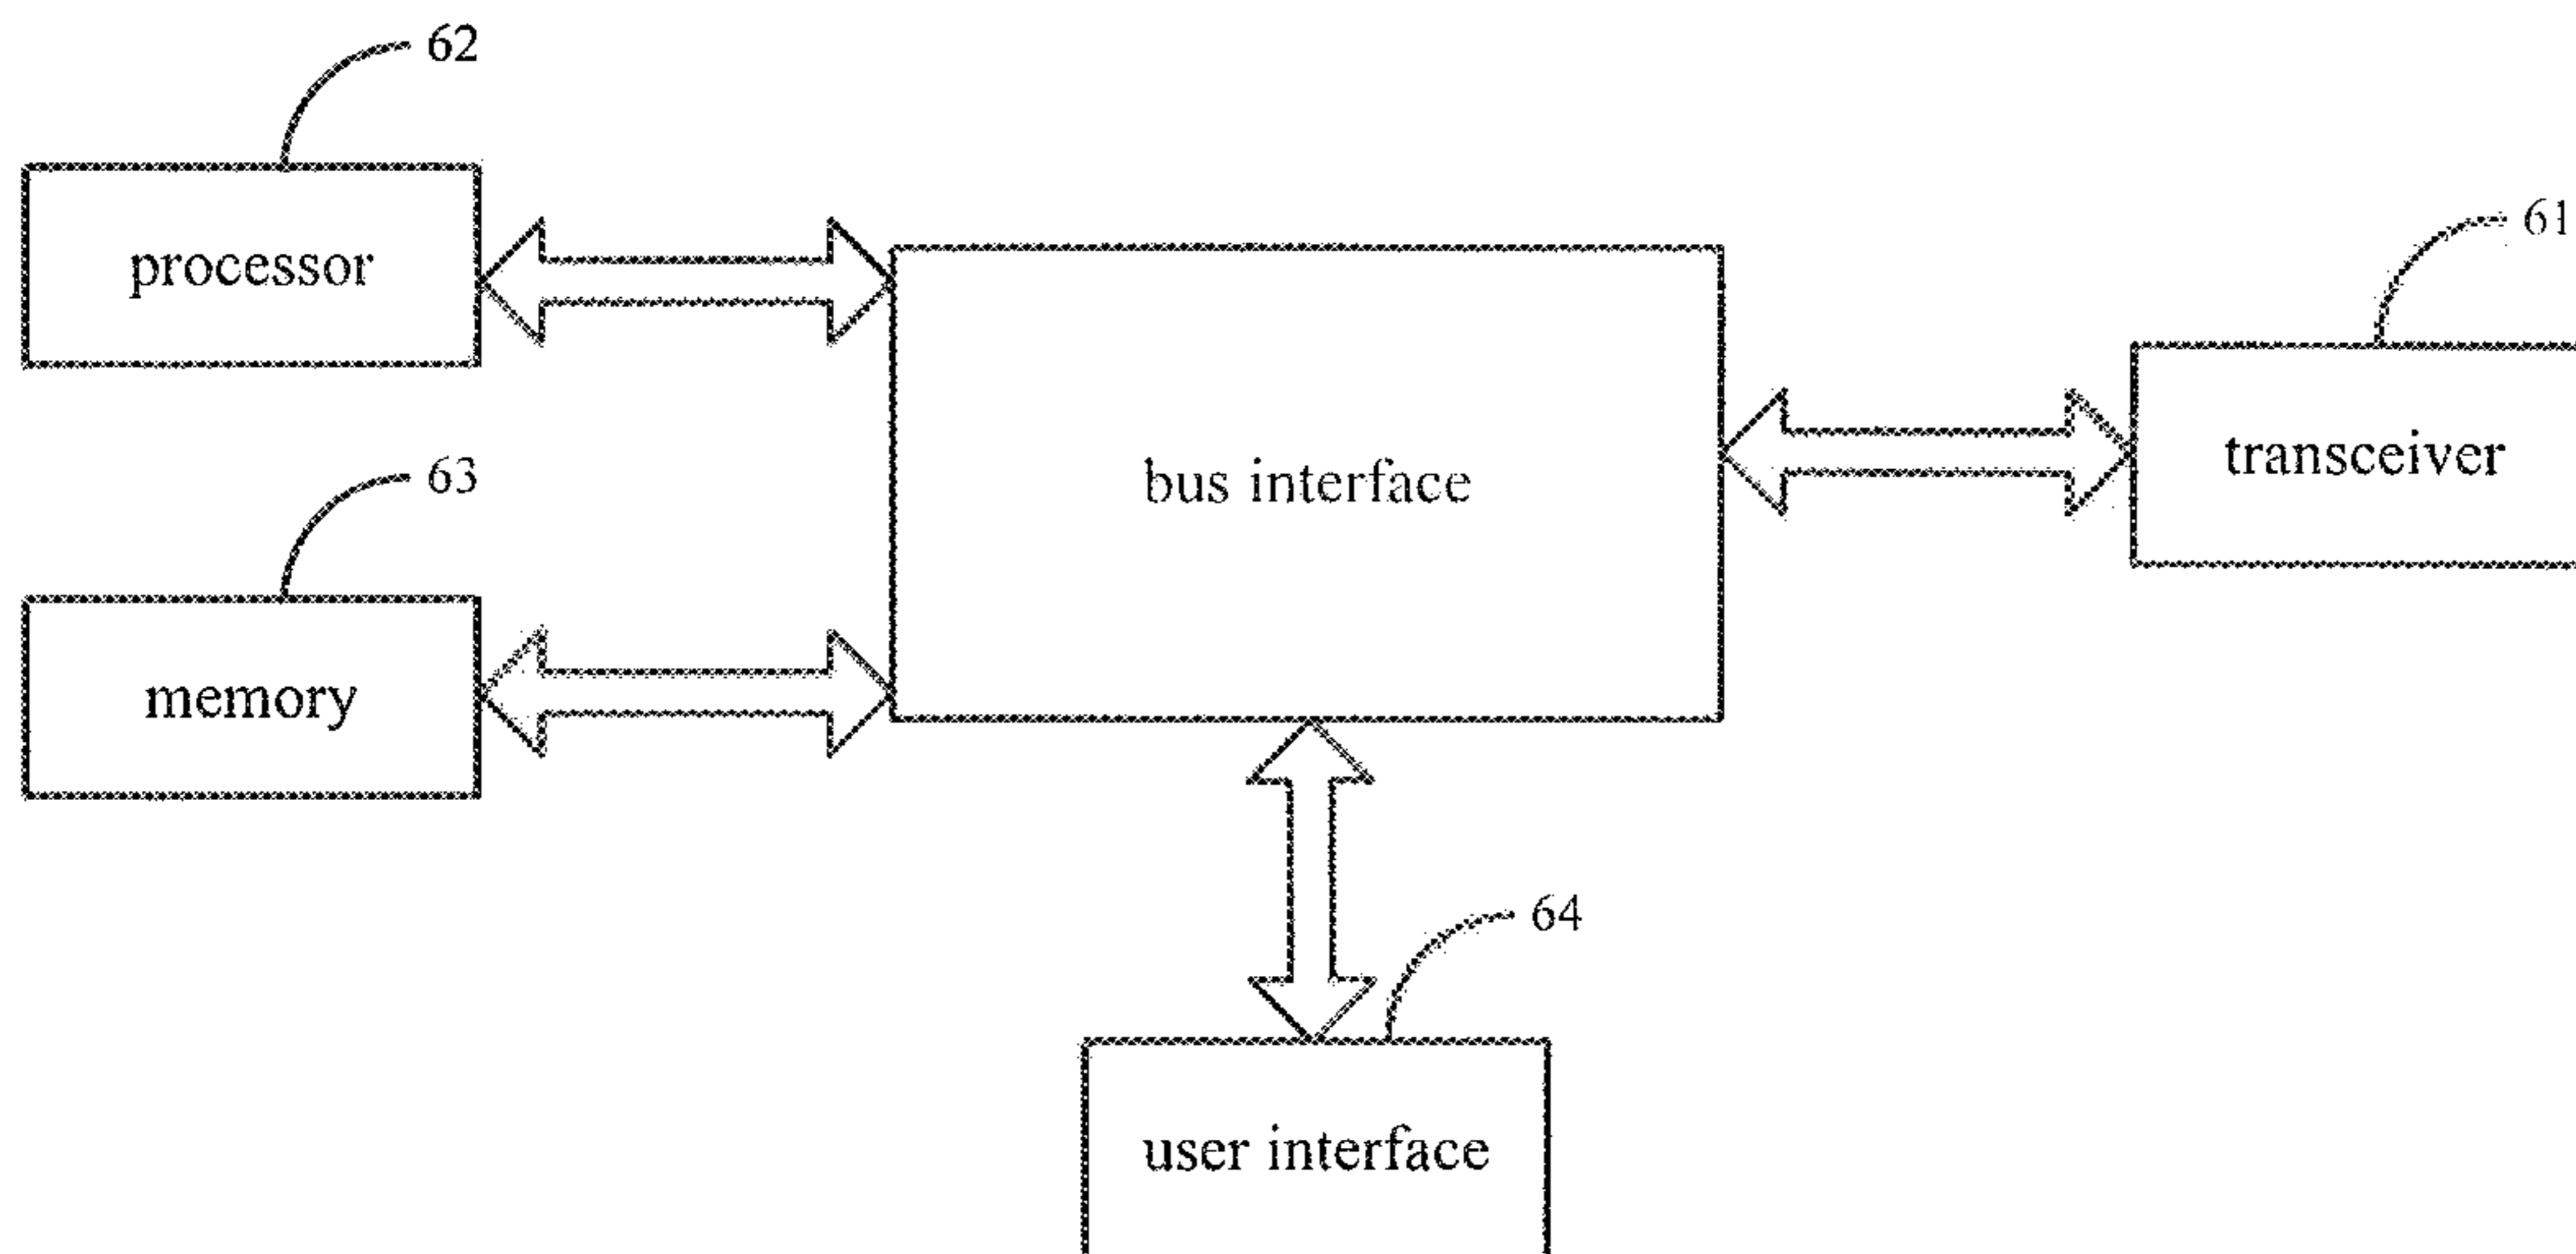 62
processor
61
bus interface
transceiver
63
memory
64
user interface